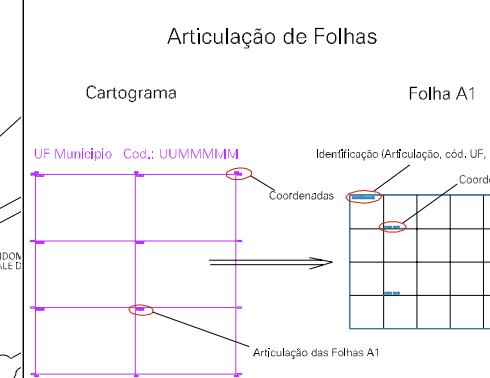 Articulação de Folhas
Cartograma
Folha A1
UF Municipio Cod.: UUMMMMM
Identificação (Articulação, cód. UF,
Coordenadas
Coord
Articulação das Folhas A1